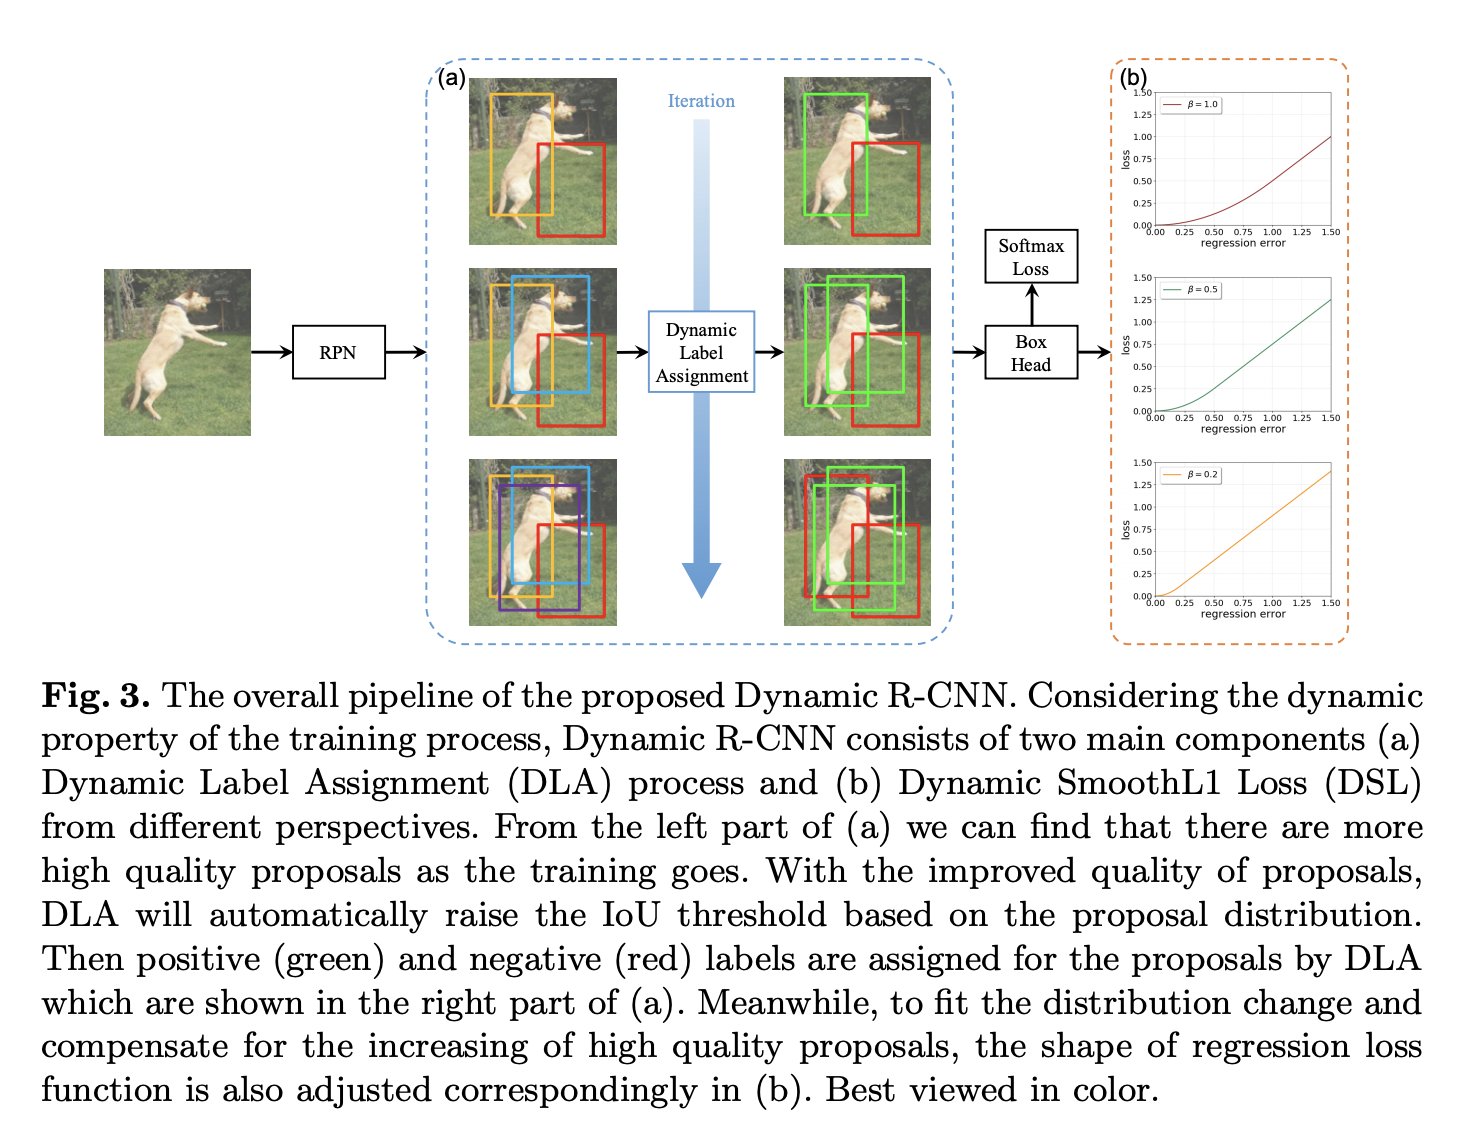 (a)
Iteration
RPN
Dynamic
Label
Assignment
Softmax
Loss
Box
Head
(b)
1.50
1.25
1.00
0.75
0.50
0.25
0.00
loss
β = 1.0
0.00 0.25 0.50 0.75 1.00 1.25 1.50
regression error
1.50
1.25
1.00
0.75
0.50
0.25
0.00
loss
β = 0.5
0.00 0.25 0.50 0.75 1.00 1.25 1.50
regression error
1.50
1.25
1.00
0.75
0.50
0.25
0.00
loss
β = 0.2
0.00 0.25 0.50 0.75 1.00 1.25 1.50
regression error
Fig. 3. The overall pipeline of the proposed Dynamic R-CNN. Considering the dynamic
property of the training process, Dynamic R-CNN consists of two main components (a)
Dynamic Label Assignment (DLA) process and (b) Dynamic SmoothL1 Loss (DSL)
from different perspectives. From the left part of (a) we can find that there are more
high quality proposals as the training goes. With the improved quality of proposals,
DLA will automatically raise the IoU threshold based on the proposal distribution.
Then positive (green) and negative (red) labels are assigned for the proposals by DLA
which are shown in the right part of (a). Meanwhile, to fit the distribution change and
compensate for the increasing of high quality proposals, the shape of regression loss
function is also adjusted correspondingly in (b). Best viewed in color.